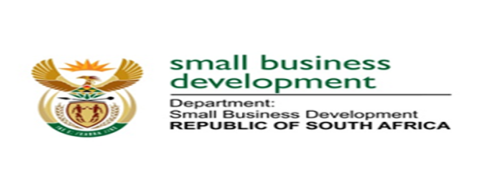 small business
development
Department:
Small Business Development
REPUBLIC OF SOUTH AFRICA